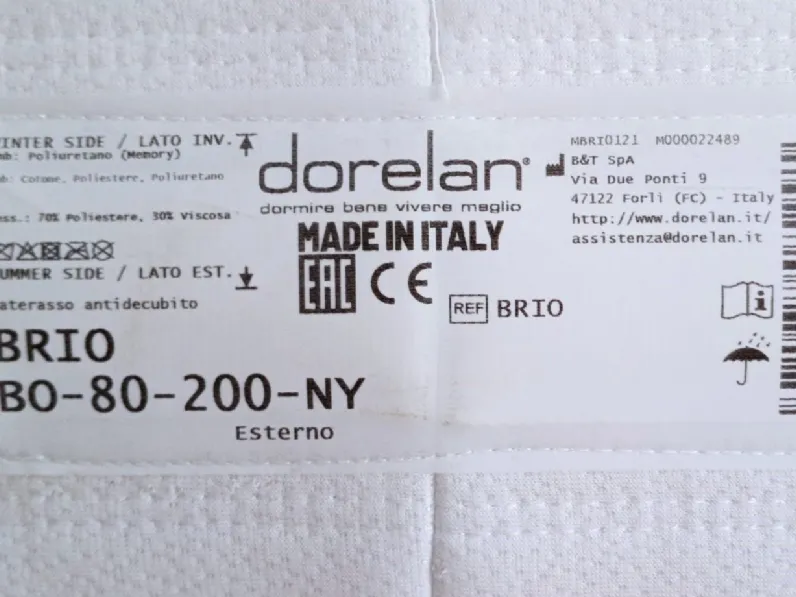 INTER SIDE / LATO INV.
mb: Poliuretano (Memory)
mb: Cotone, Poliestere, Poliuretano
ess.: 70% Poliestere, 30% Viscosa
UMMER SIDE / LATO EST.
aterasso antidecubito
BRIO
BO-80-200-NY
Esterno
dorelan®
dormire bene vivere meglio
MADE IN ITALY
EAC CE
REF BRIO
MBRI0121 M000022489
B&T SpA
Via Due Ponti 9
47122 Forlì (FC) - Italy
http://www.dorelan.it/
assistenza@dorelan.it